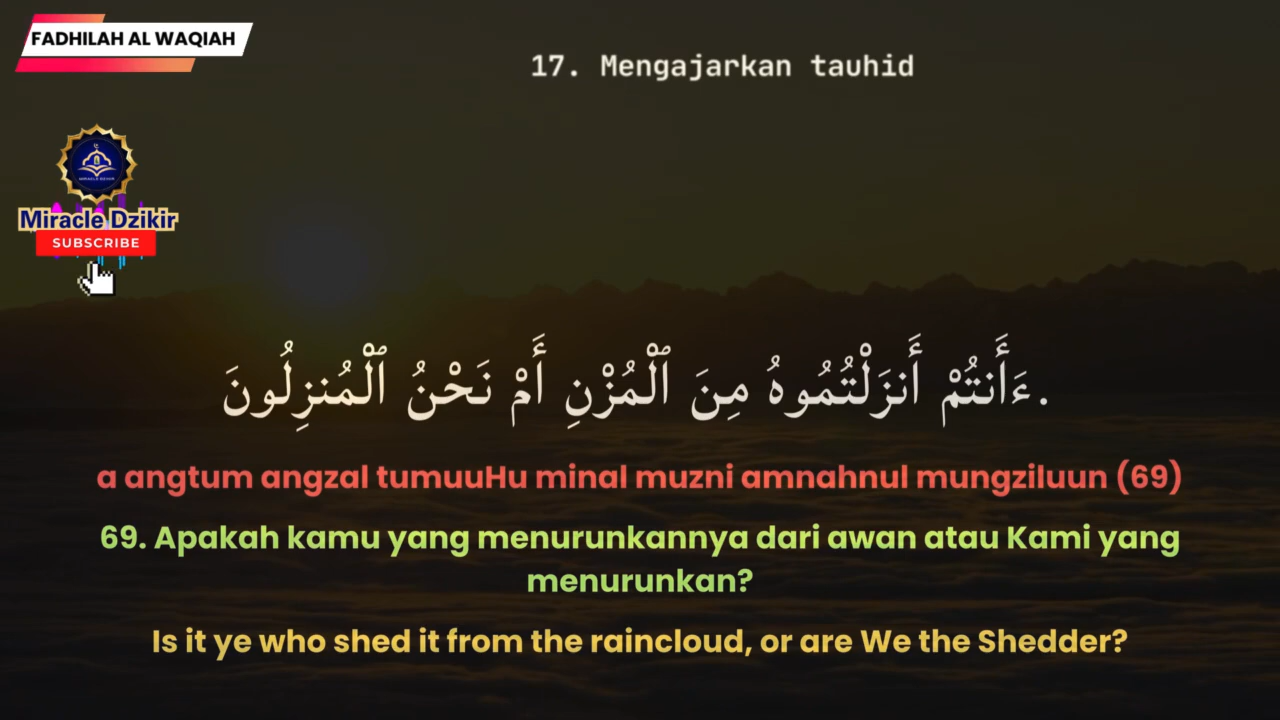 FADHILAH AL WAQIAH
17. Mengajarkan tauhid
Miracle Dzikir
SUBSCRIBE
ءَأَنتُمْ أَنزَلْتُمُوهُ مِنَ ٱلْمُزْنِ أَمْ نَحْنُ ٱلْمُنزِلُونَ.
a angtum angzal tumuuHu minal muzni amnahnul mungziluun (69)
69. Apakah kamu yang menurunkannya dari awan atau Kami yang
menurunkan?
Is it ye who shed it from the raincloud, or are We the Shedder?